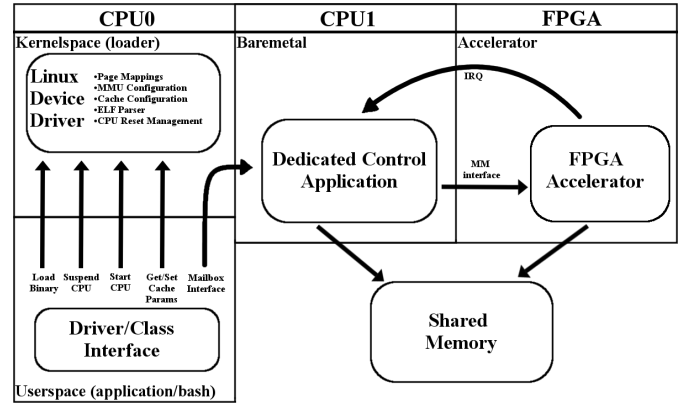 CPU0
CPU1
FPGA
Kernelspace (loader)
Baremetal
Accelerator
Linux
Device
Driver
•Page Mappings
•MMU Configuration
•Cache Configuration
•ELF Parser
•CPU Reset Management
IRQ
Dedicated Control
Application
MM
interface
FPGA
Accelerator
Load
Binary
Suspend
CPU
Start
CPU
Get/Set
Cache
Params
Mailbox
Interface
Driver/Class
Interface
Shared
Memory
Userspace (application/bash)